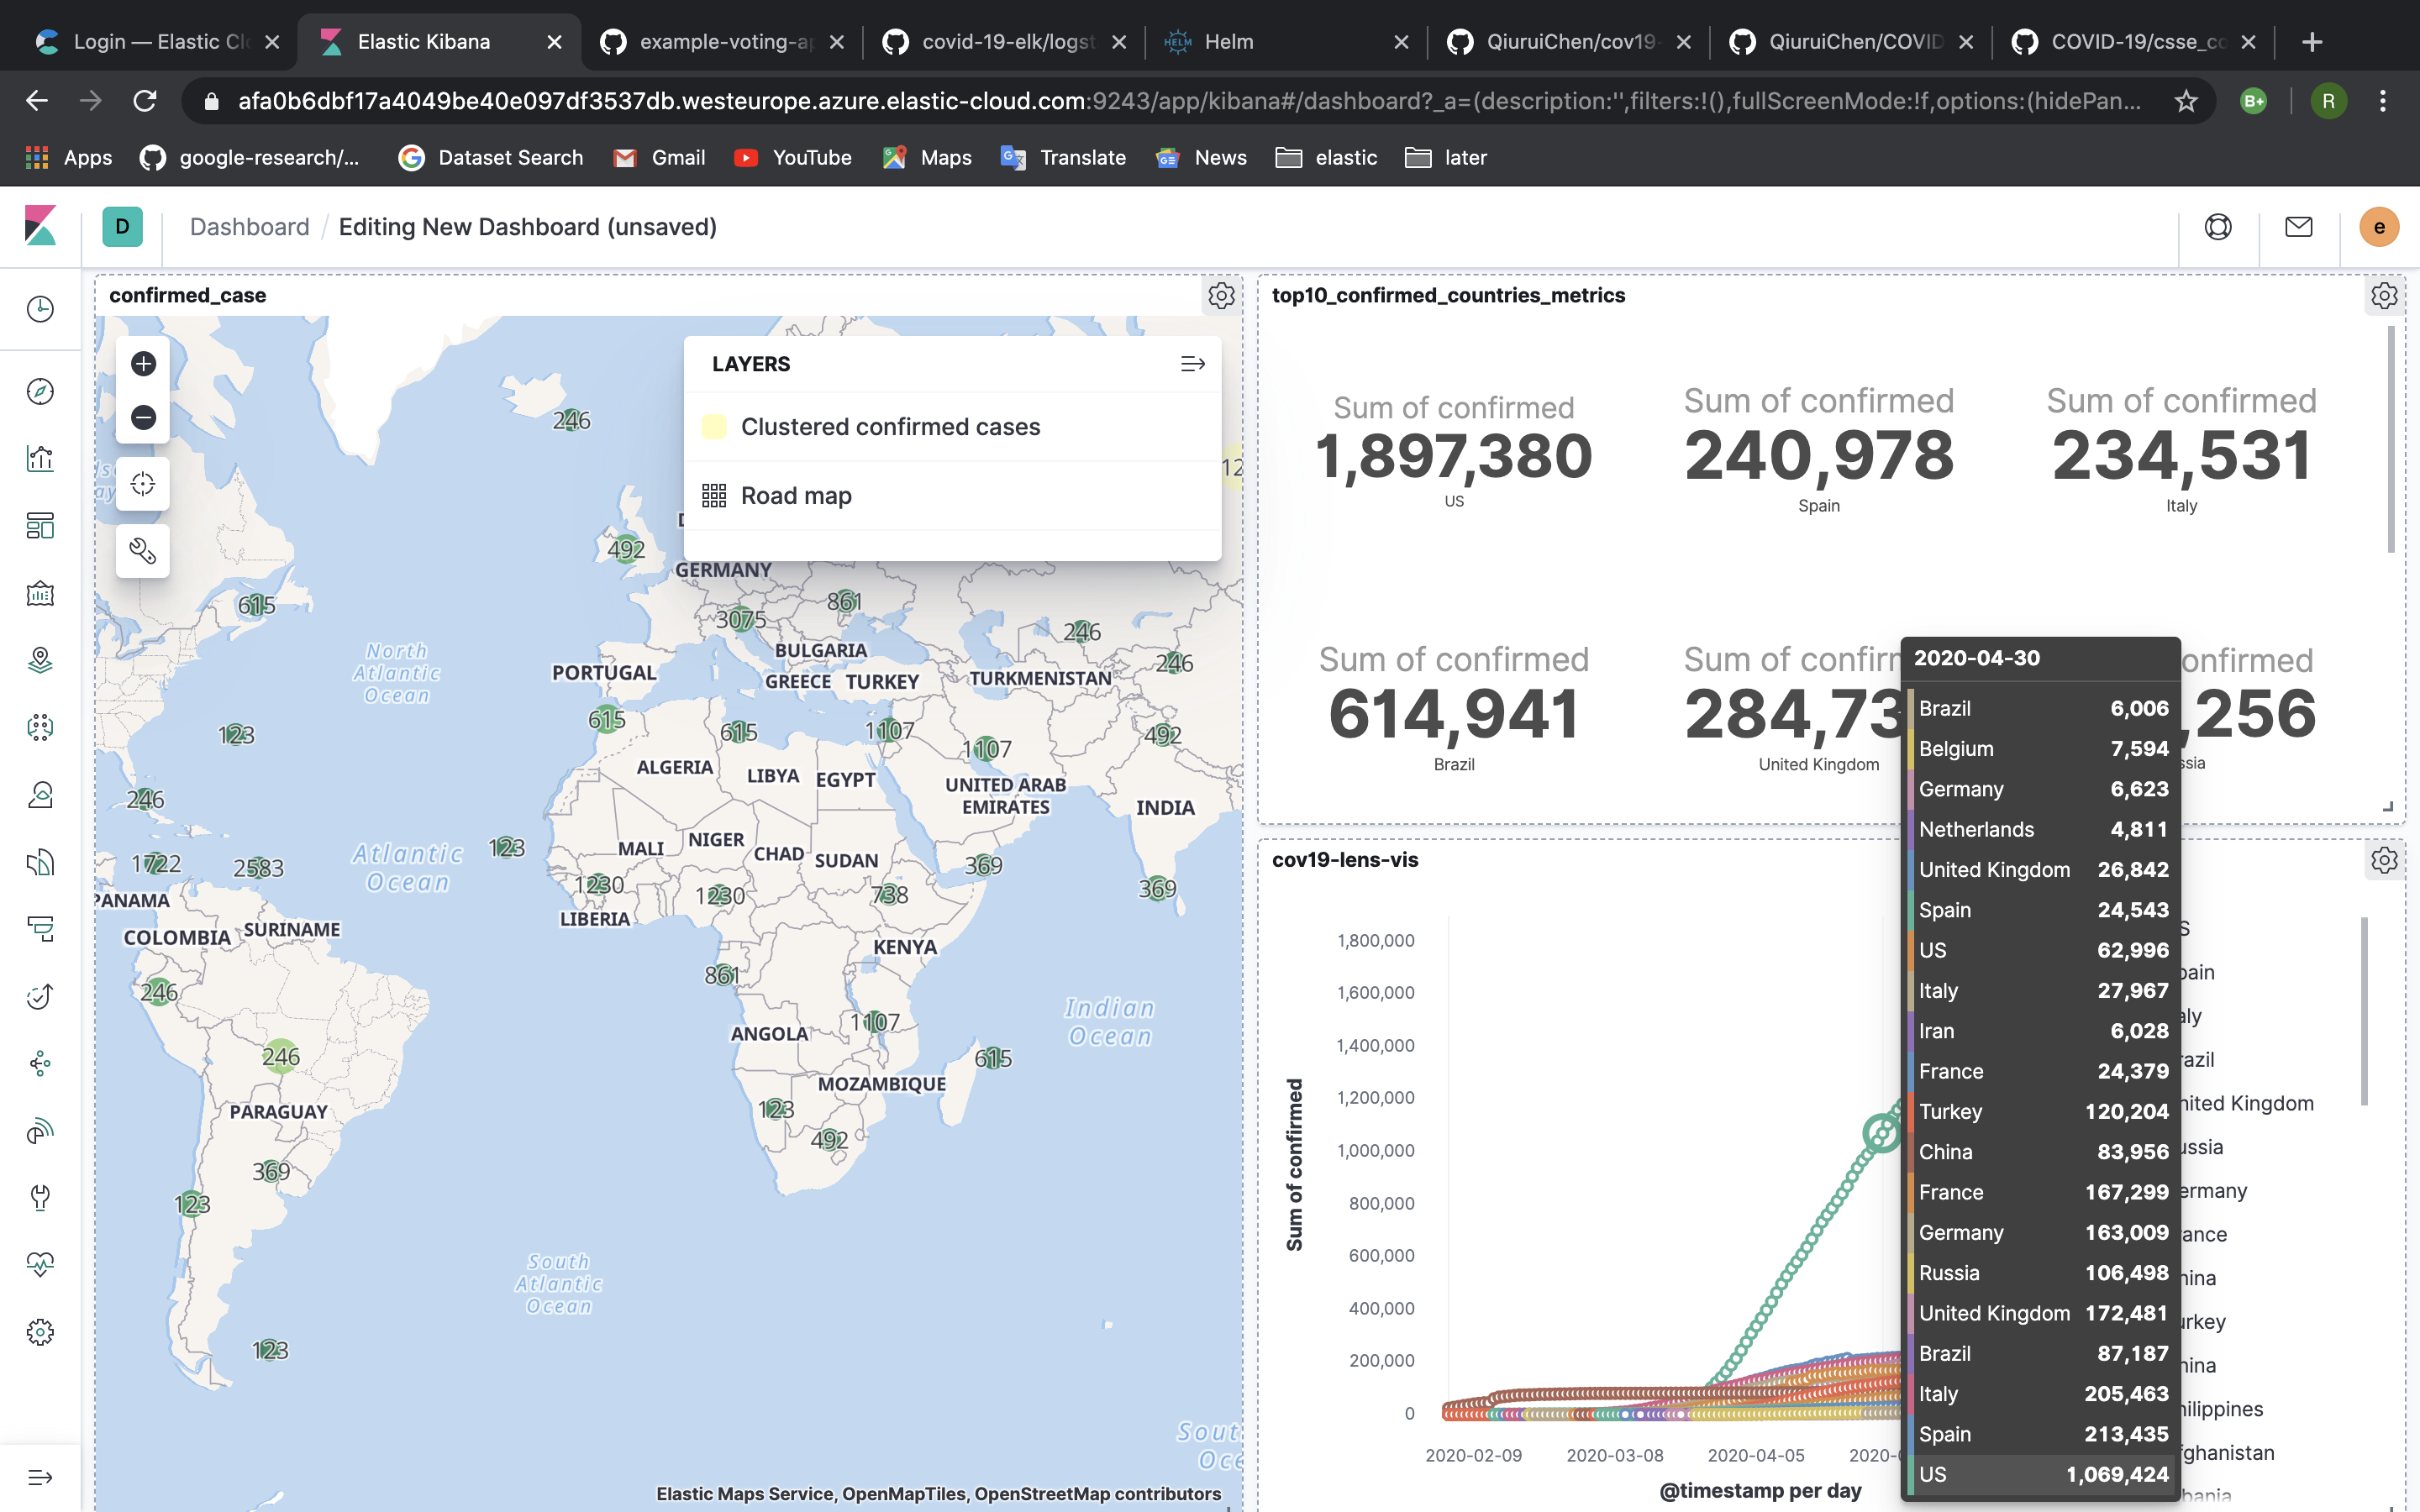 Login — Elastic Cl
Elastic Kibana
example-voting-ap
covid-19-elk/logst
HELM
Helm
QiuruiChen/cov19-
QiuruiChen/COVID
COVID-19/csse_co
afa0b6dbf17a4049be40e097df3537db.westeurope.azure.elastic-cloud.com:9243/app/kibana#/dashboard?_a=(description:'',filters:!(),fullScreenMode:!f,options:(hidePan...
B+
R
Apps
google-research/...
Dataset Search
Gmail
YouTube
Maps
Translate
News
elastic
later
D
Dashboard / Editing New Dashboard (unsaved)
e
confirmed_case
LAYERS
Clustered confirmed cases
Road map
246
12
492
GERMANY
615
861
3075
246
North
Atlantic
Ocean
BULGARIA
246
PORTUGAL
GREECE
TURKEY
TURKMENISTAN
615
123
615
1107
1107
492
ALGERIA
LIBYA
EGYPT
UNITED ARAB
EMIRATES
246
INDIA
MALI
NIGER
CHAD
SUDAN
123
Atlantic
Ocean
1722
2583
369
1230
1230
738
369
PANAMA
LIBERIA
COLOMBIA
SURINAME
KENYA
861
246
Indian
Ocean
ANGOLA
1107
246
615
MOZAMBIQUE
PARAGUAY
123
492
369
123
South
Atlantic
Ocean
123
Elastic Maps Service, OpenMapTiles, OpenStreetMap contributors
top10_confirmed_countries_metrics
Sum of confirmed
1,897,380
US
Sum of confirmed
240,978
Spain
Sum of confirmed
234,531
Italy
Sum of confirmed
614,941
Brazil
Sum of confirm
284,73
United Kingdom
onfirmed
,256
ssia
cov19-lens-vis
1,800,000
1,600,000
1,400,000
1,200,000
1,000,000
800,000
600,000
400,000
200,000
0
Sum of confirmed
2020-02-09
2020-03-08
2020-04-05
2020-0
@timestamp per day
2020-04-30
Brazil 6,006
Belgium 7,594
Germany 6,623
Netherlands 4,811
United Kingdom 26,842
Spain 24,543
US 62,996
Italy 27,967
Iran 6,028
France 24,379
Turkey 120,204
China 83,956
France 167,299
Germany 163,009
Russia 106,498
United Kingdom 172,481
Brazil 87,187
Italy 205,463
Spain 213,435
US 1,069,424
S
pain
aly
razil
nited Kingdom
ussia
ermany
rance
hina
urkey
hina
hilippines
fghanistan